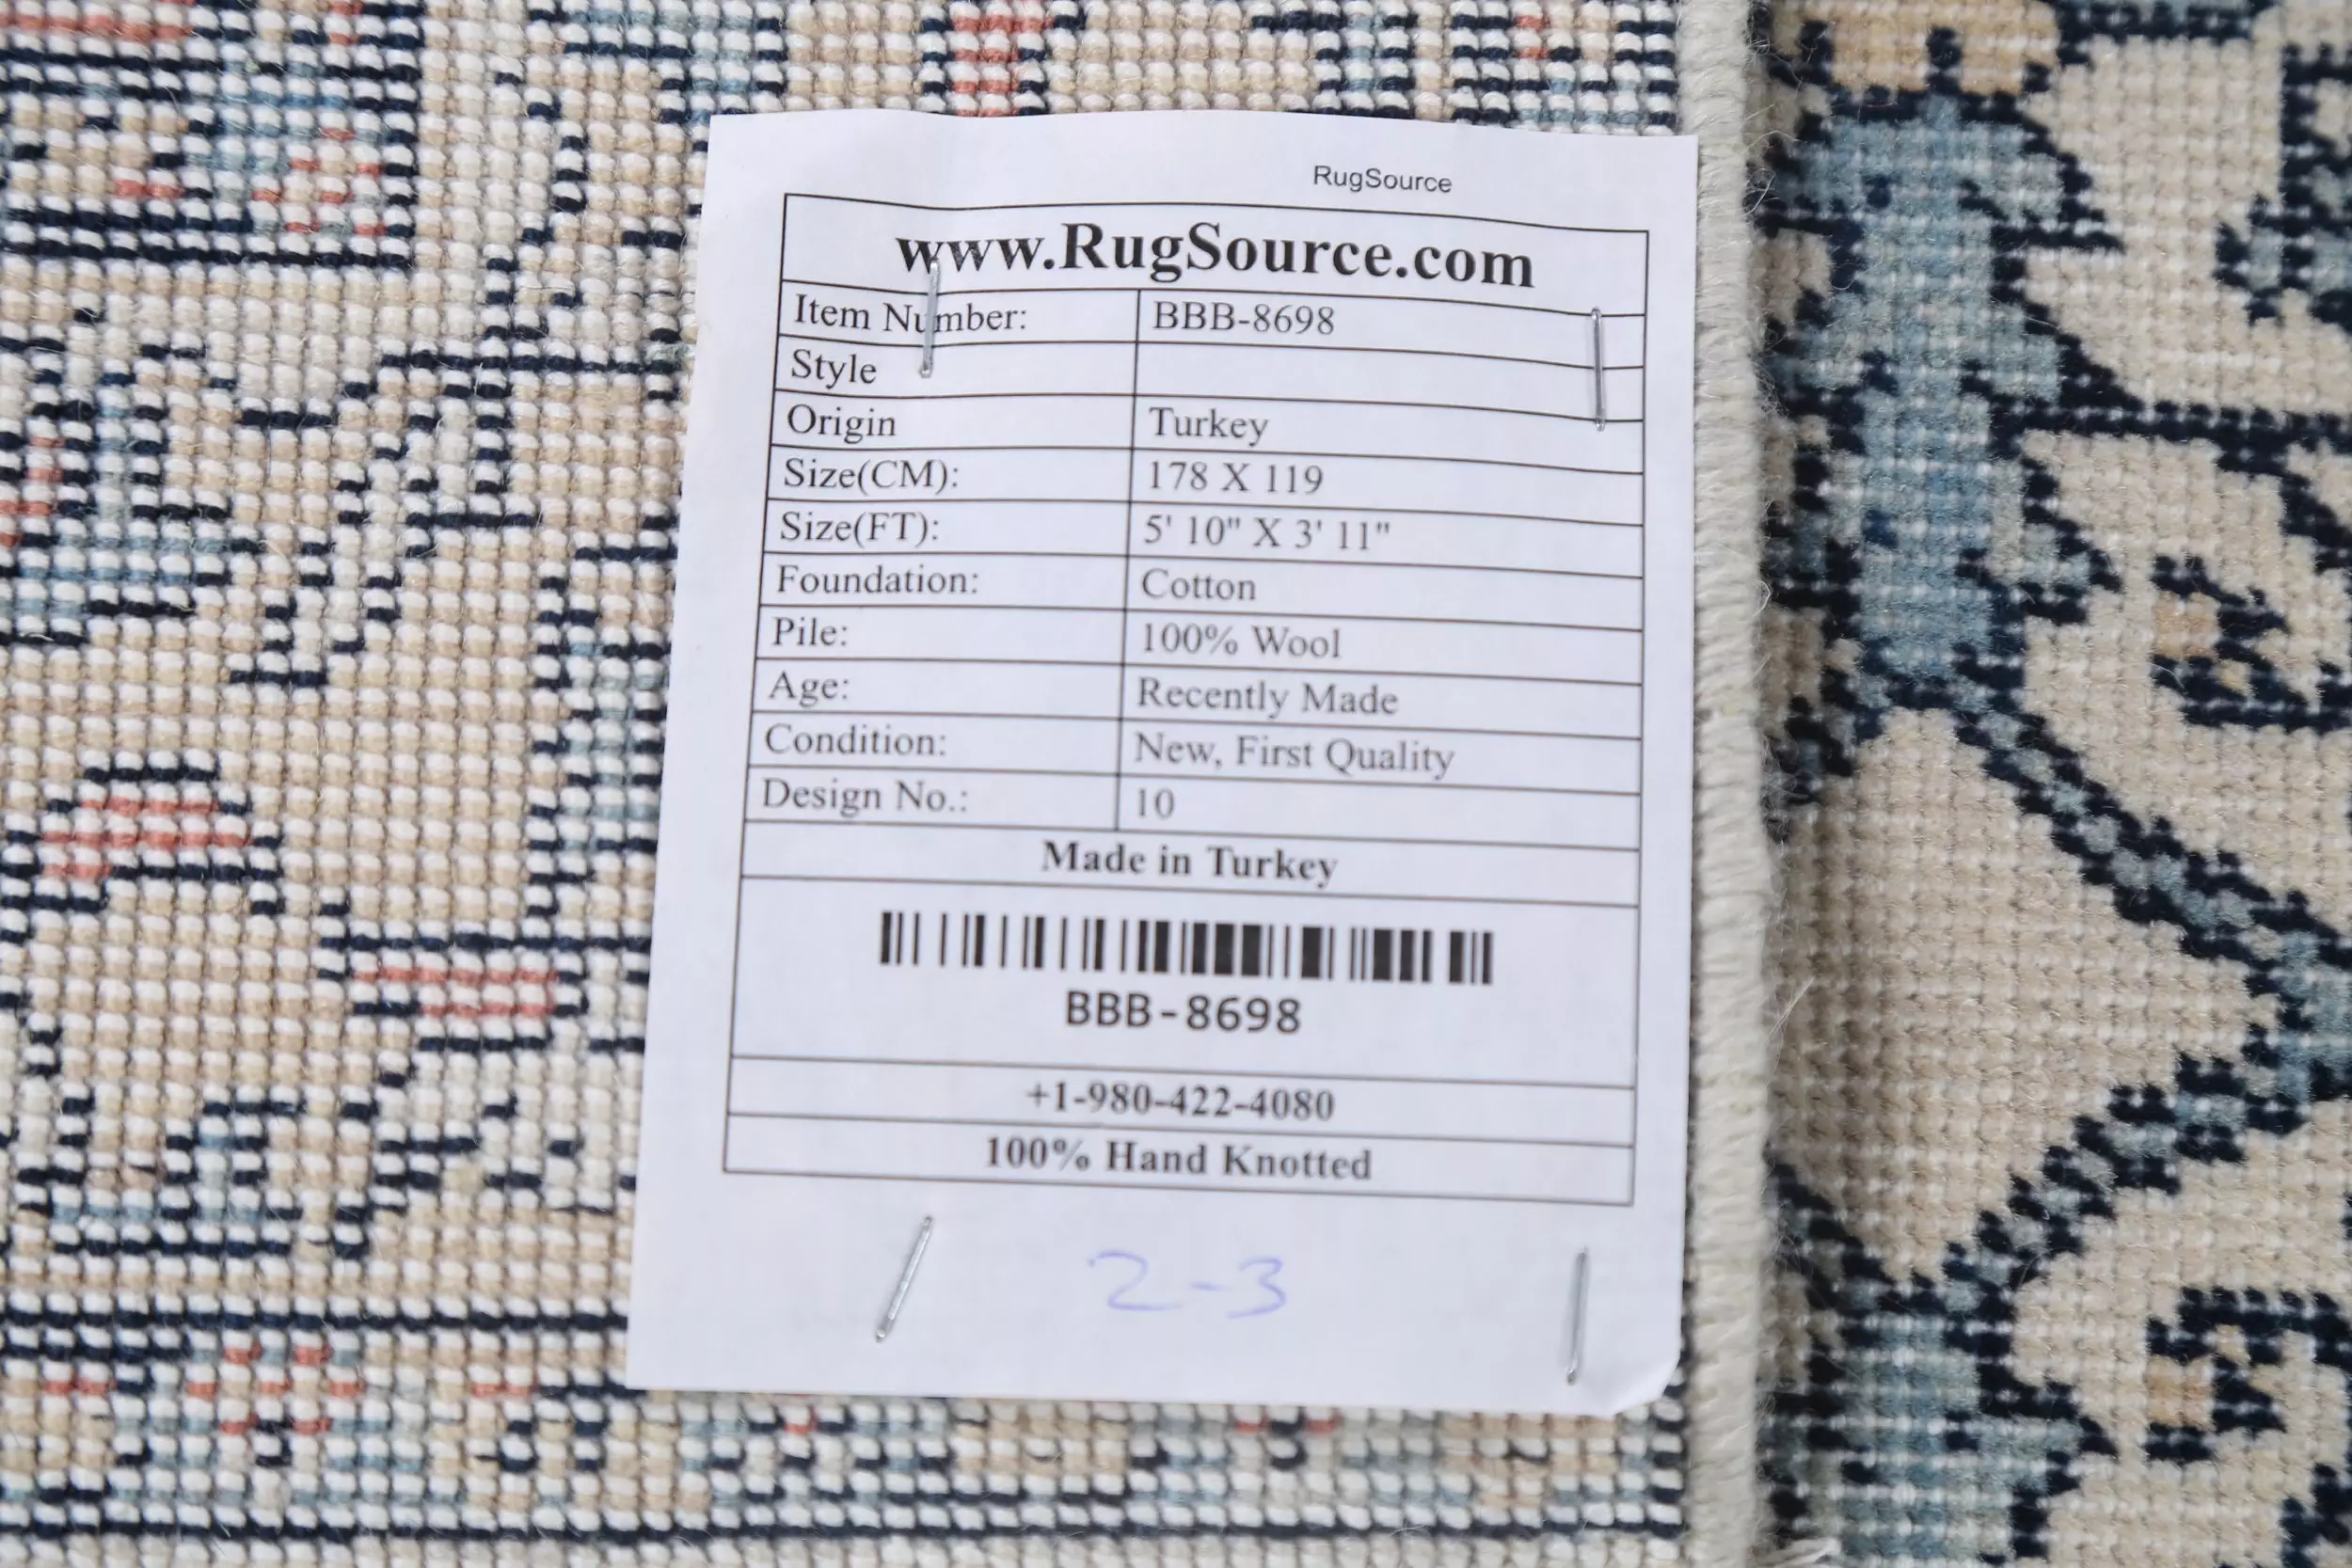 RugSource
www.RugSource.com
Item Number: BBB-8698
Style
Origin Turkey
Size(CM): 178 X 119
Size(FT): 5' 10" X 3' 11"
Foundation: Cotton
Pile: 100% Wool
Age: Recently Made
Condition: New, First Quality
Design No.: 10
Made in Turkey
BBB-8698
+1-980-422-4080
100% Hand Knotted
2-3